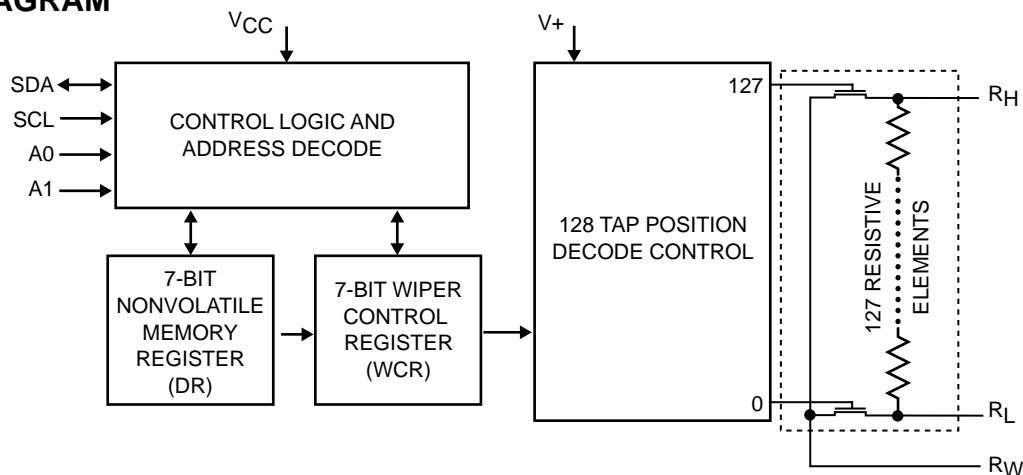 VCC
V+
SDA
SCL
A0
A1
CONTROL LOGIC AND
ADDRESS DECODE
7-BIT
NONVOLATILE
MEMORY
REGISTER
(DR)
7-BIT WIPER
CONTROL
REGISTER
(WCR)
128 TAP POSITION
DECODE CONTROL
127
0
127 RESISTIVE
ELEMENTS
RH
RL
RW